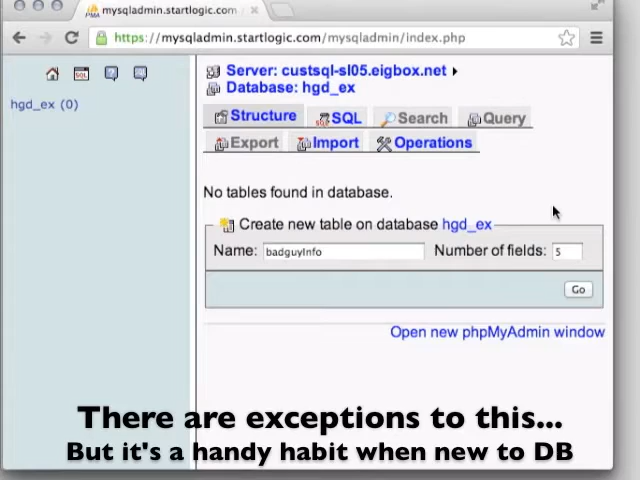 mysqladmin.startlogic.com
https://mysqladmin.startlogic.com/mysqladmin/index.php
hgd_ex (0)
Server: custsql-sl05.eigbox.net
Database: hgd_ex
Structure SQL Search Query
Export Import Operations
No tables found in database.
Create new table on database hgd_ex
Name: badguyInfo Number of fields: 5
Go
Open new phpMyAdmin window
There are exceptions to this...
But it's a handy habit when new to DB